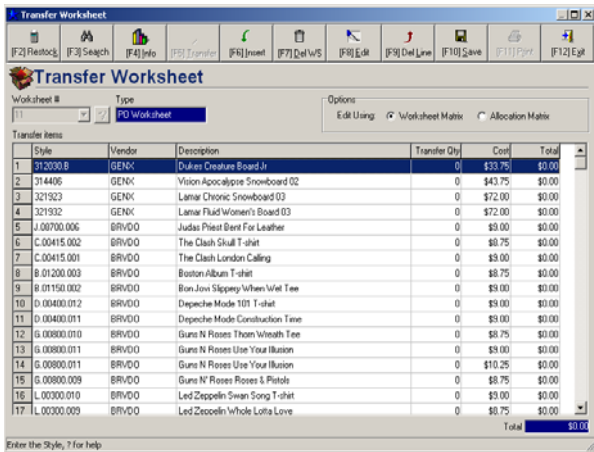 Transfer Worksheet
[F2] Restock [F3] Search [F4] Info [F5] Transfer [F6] Insert [F7] Del WS [F8] Edit [F9] Del Line [F10] Save [F11] Print [F12] Exit
Transfer Worksheet
Worksheet # Type Options
11 PO Worksheet Edit Using: Worksheet Matrix Allocation Matrix
Transfer items
Style Vendor Description Transfer Qty Cost Total
1 312030.B GENX Dukes Creature Board Jr 0 $33.75 $0.00
2 314406 GENX Vision Apocalypse Snowboard 02 0 $43.75 $0.00
3 321923 GENX Lamar Chronic Snowboard 03 0 $72.00 $0.00
4 321932 GENX Lamar Fluid Women's Board 03 0 $72.00 $0.00
5 J.08700.006 BRVDO Judas Priest Bent For Leather 0 $9.00 $0.00
6 C.00415.002 BRVDO The Clash Skull T-shirt 0 $8.75 $0.00
7 C.00415.001 BRVDO The Clash London Calling 0 $9.00 $0.00
8 B.01200.003 BRVDO Boston Album T-shirt 0 $8.75 $0.00
9 B.01150.002 BRVDO Bon Jovi Slippery When Wet Tee 0 $9.00 $0.00
10 D.00400.012 BRVDO Depeche Mode 101 T-shirt 0 $9.00 $0.00
11 D.00400.011 BRVDO Depeche Mode Construction Time 0 $9.00 $0.00
12 G.00800.010 BRVDO Guns N Roses Thorn Wreath Tee 0 $8.75 $0.00
13 G.00800.011 BRVDO Guns N Roses Use Your Illusion 0 $9.00 $0.00
14 G.00800.011 BRVDO Guns N Roses Use Your Illusion 0 $10.25 $0.00
15 G.00800.009 BRVDO Guns N' Roses Roses & Pistols 0 $8.75 $0.00
16 L.00300.010 BRVDO Led Zeppelin Swan Song T-shirt 0 $9.00 $0.00
17 L.00300.009 BRVDO Led Zeppelin Whole Lotta Love 0 $8.75 $0.00
Total $0.00
Enter the Style, ? for help